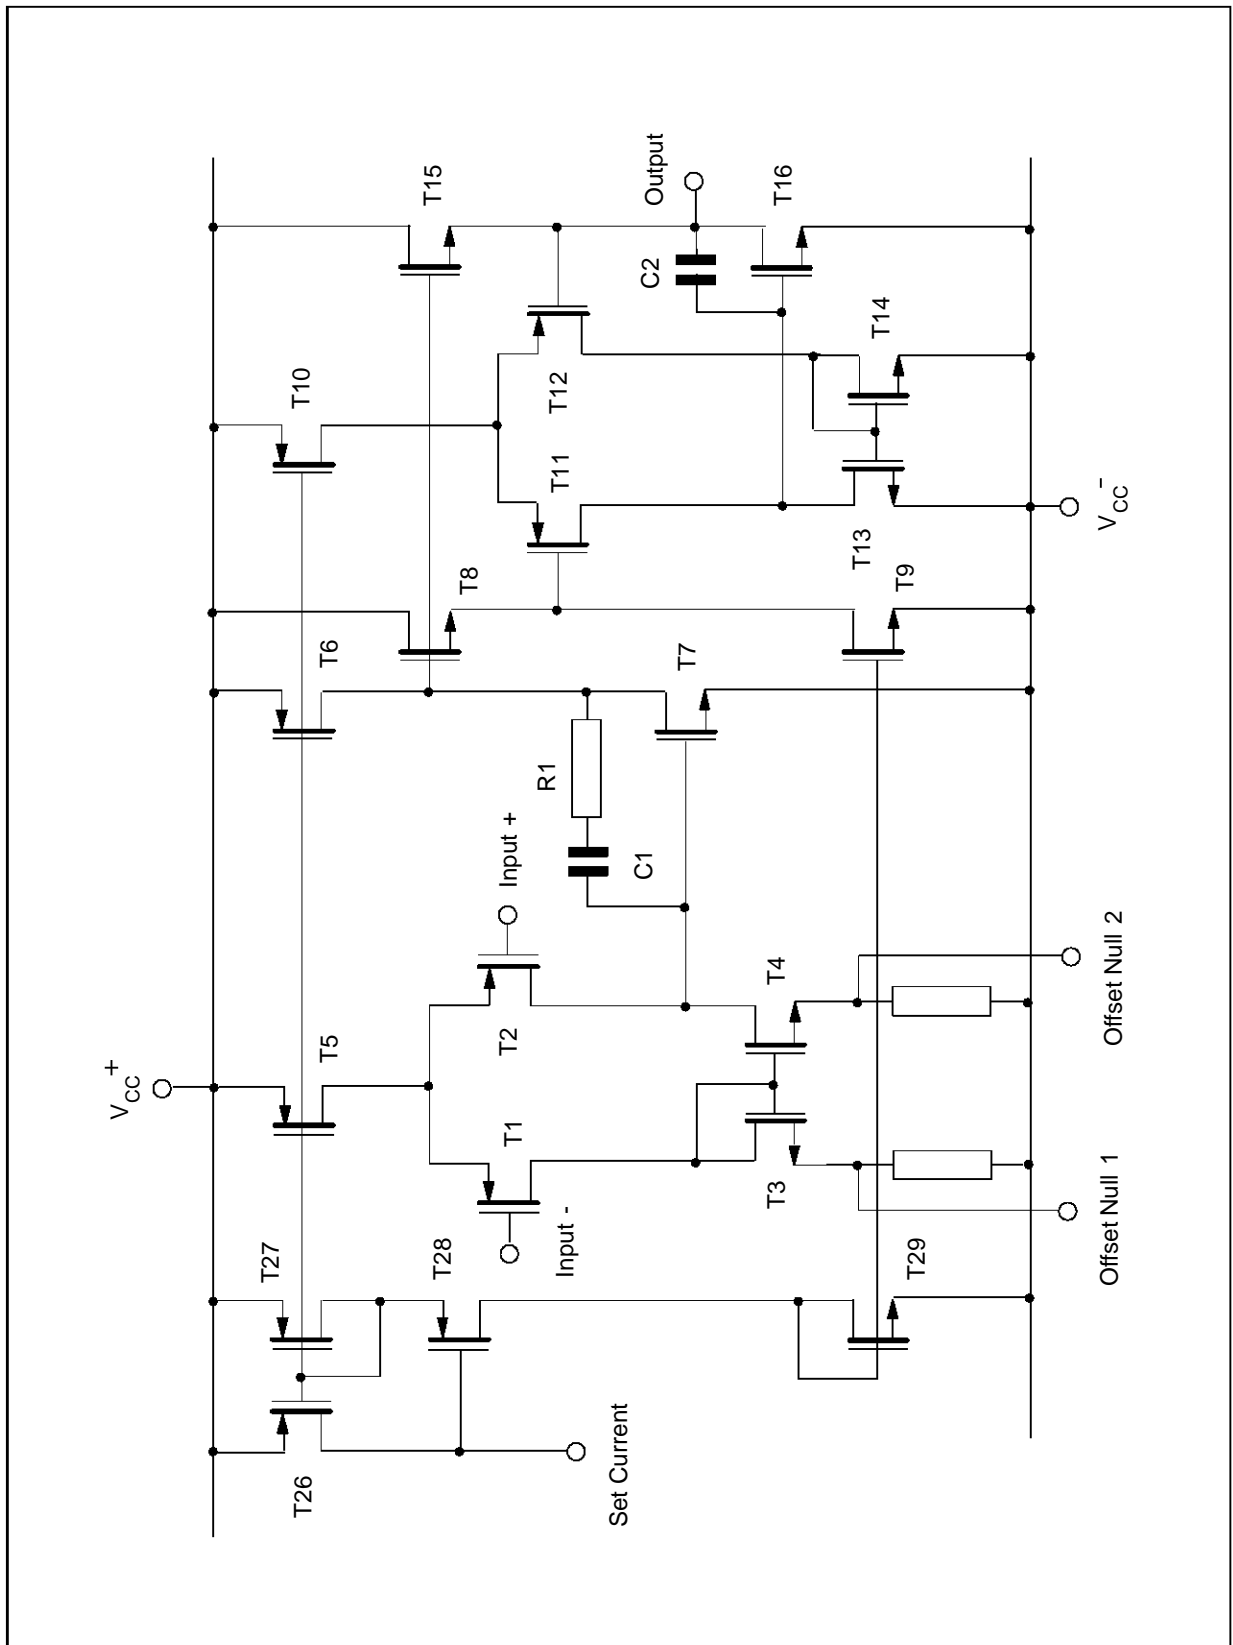 T26
T27
T28
T29
Set Current
VCC+
T5
T1
T2
Input -
Input +
T3
T4
Offset Null 1
Offset Null 2
C1
R1
T6
T7
T8
T9
T10
T11
T12
T13
T14
VCC-
T15
Output
C2
T16